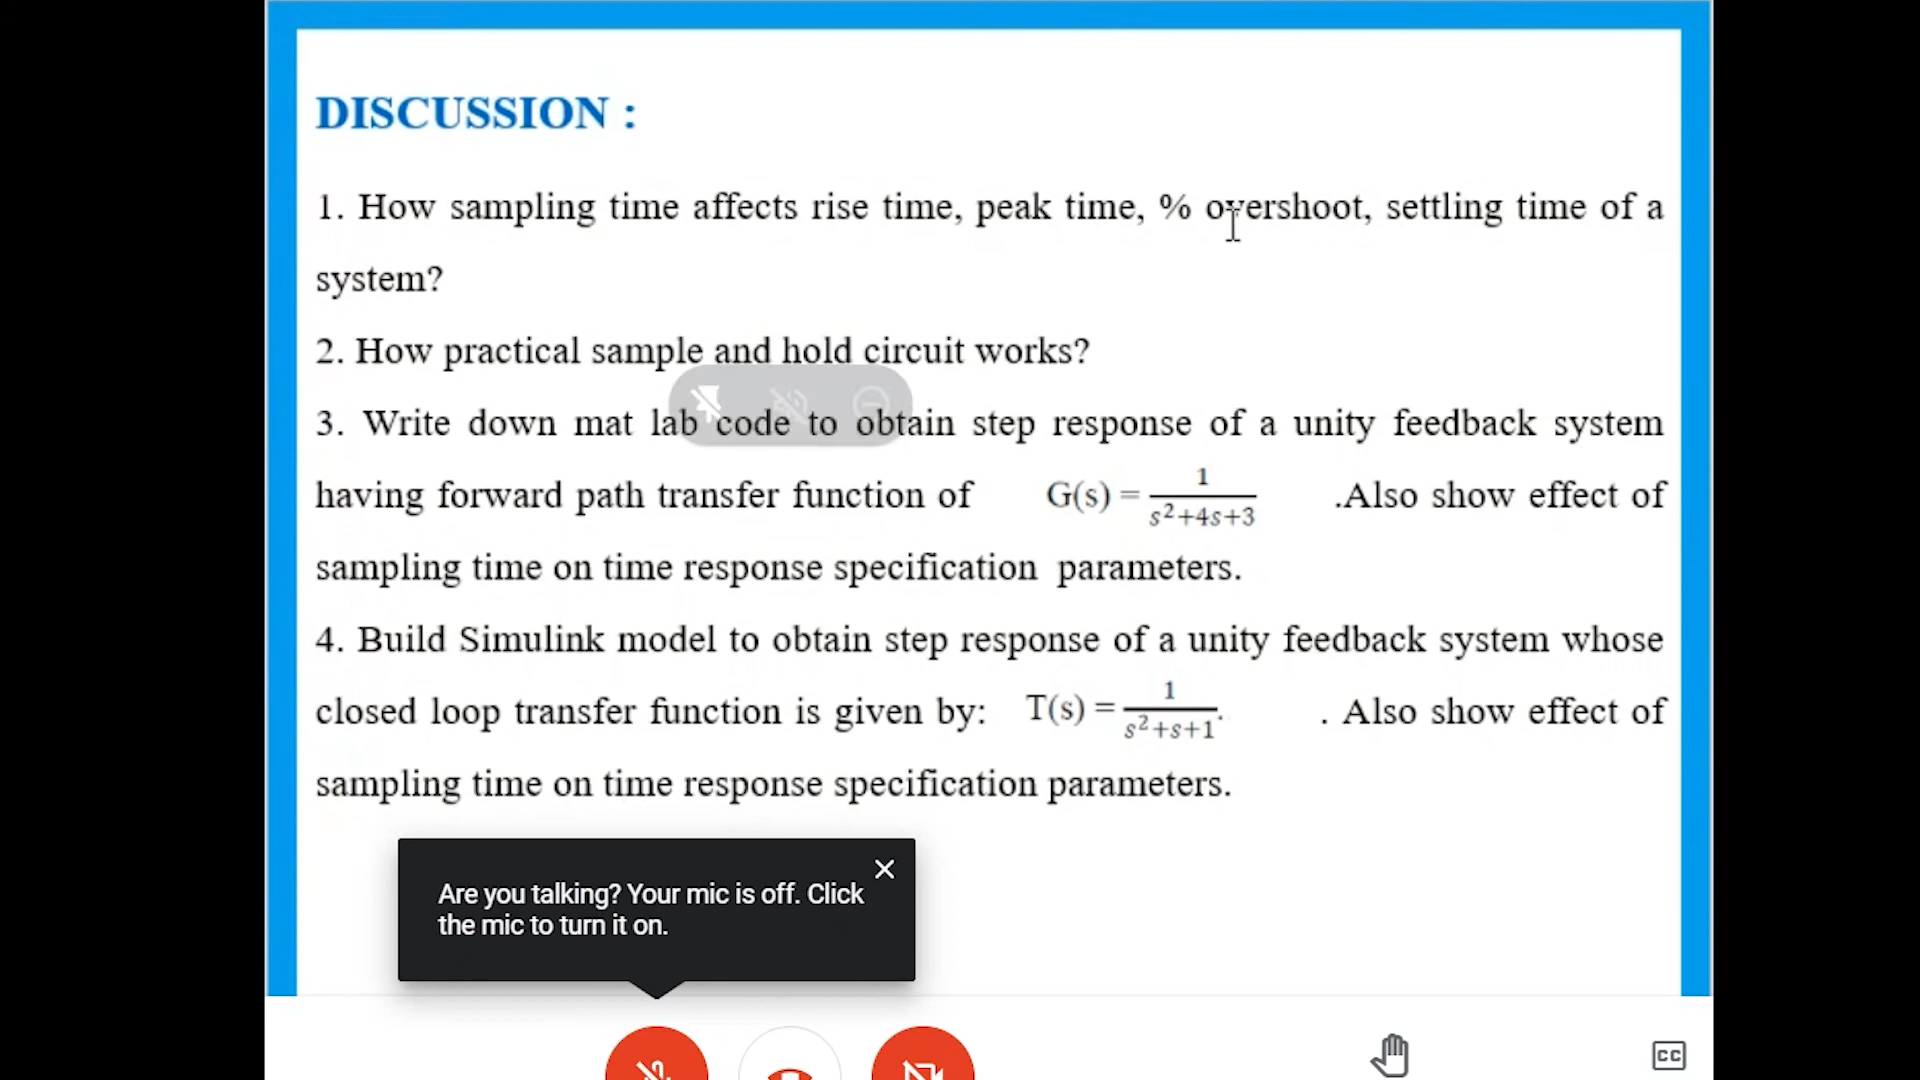 DISCUSSION :
1. How sampling time affects rise time, peak time, % overshoot, settling time of a
system?
2. How practical sample and hold circuit works?
3. Write down mat lab code to obtain step response of a unity feedback system
having forward path transfer function of G(s) = 1/(s²+4s+3) .Also show effect of
sampling time on time response specification parameters.
4. Build Simulink model to obtain step response of a unity feedback system whose
closed loop transfer function is given by: T(s) = 1/(s²+s+1) . Also show effect of
sampling time on time response specification parameters.
Are you talking? Your mic is off. Click
the mic to turn it on.
CC